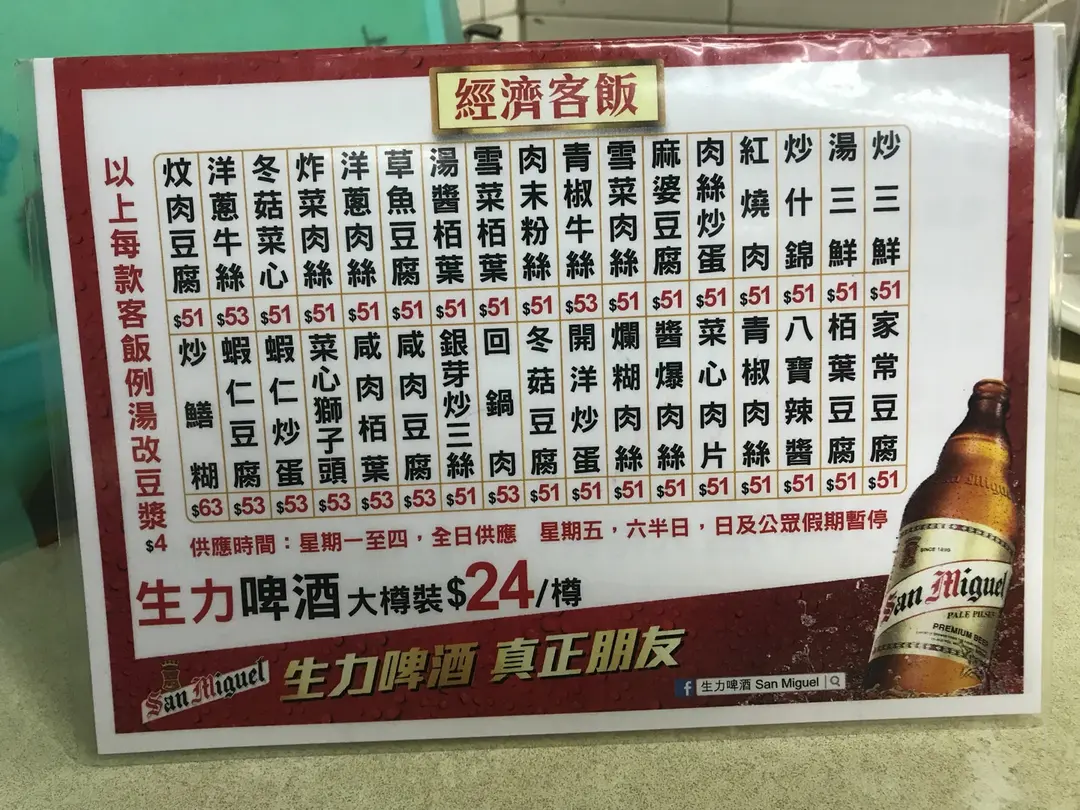 經濟客飯
炒三鮮 $51
湯三鮮 $51
炒什錦 $51
紅燒肉 $51
肉絲炒蛋 $51
麻婆豆腐 $51
雪菜肉絲 $51
青椒牛絲 $53
肉末粉絲 $51
雪菜栢葉 $51
湯醬栢葉 $51
草魚豆腐 $51
洋蔥肉絲 $51
炸菜肉絲 $51
冬菇菜心 $51
洋蔥牛絲 $53
炆肉豆腐 $51
家常豆腐 $51
栢葉豆腐 $51
八寶辣醬 $51
青椒肉絲 $51
菜心肉片 $51
醬爆肉絲 $51
爛糊肉絲 $51
開洋炒蛋 $51
冬菇豆腐 $51
回鍋肉 $53
銀芽炒三絲 $51
咸肉豆腐 $53
咸肉栢葉 $53
菜心獅子頭 $53
蝦仁炒蛋 $53
蝦仁豆腐 $53
炒鱔糊 $63
以上每款客飯例湯改豆漿 $4
供應時間：星期一至四，全日供應 星期五，六半日，日及公眾假期暫停
生力啤酒 大樽裝$24/樽
San Miguel
生力啤酒 真正朋友
f 生力啤酒 San Miguel
San Miguel
SINCE 1890
San Miguel
PALE PILSEN
PREMIUM BEER